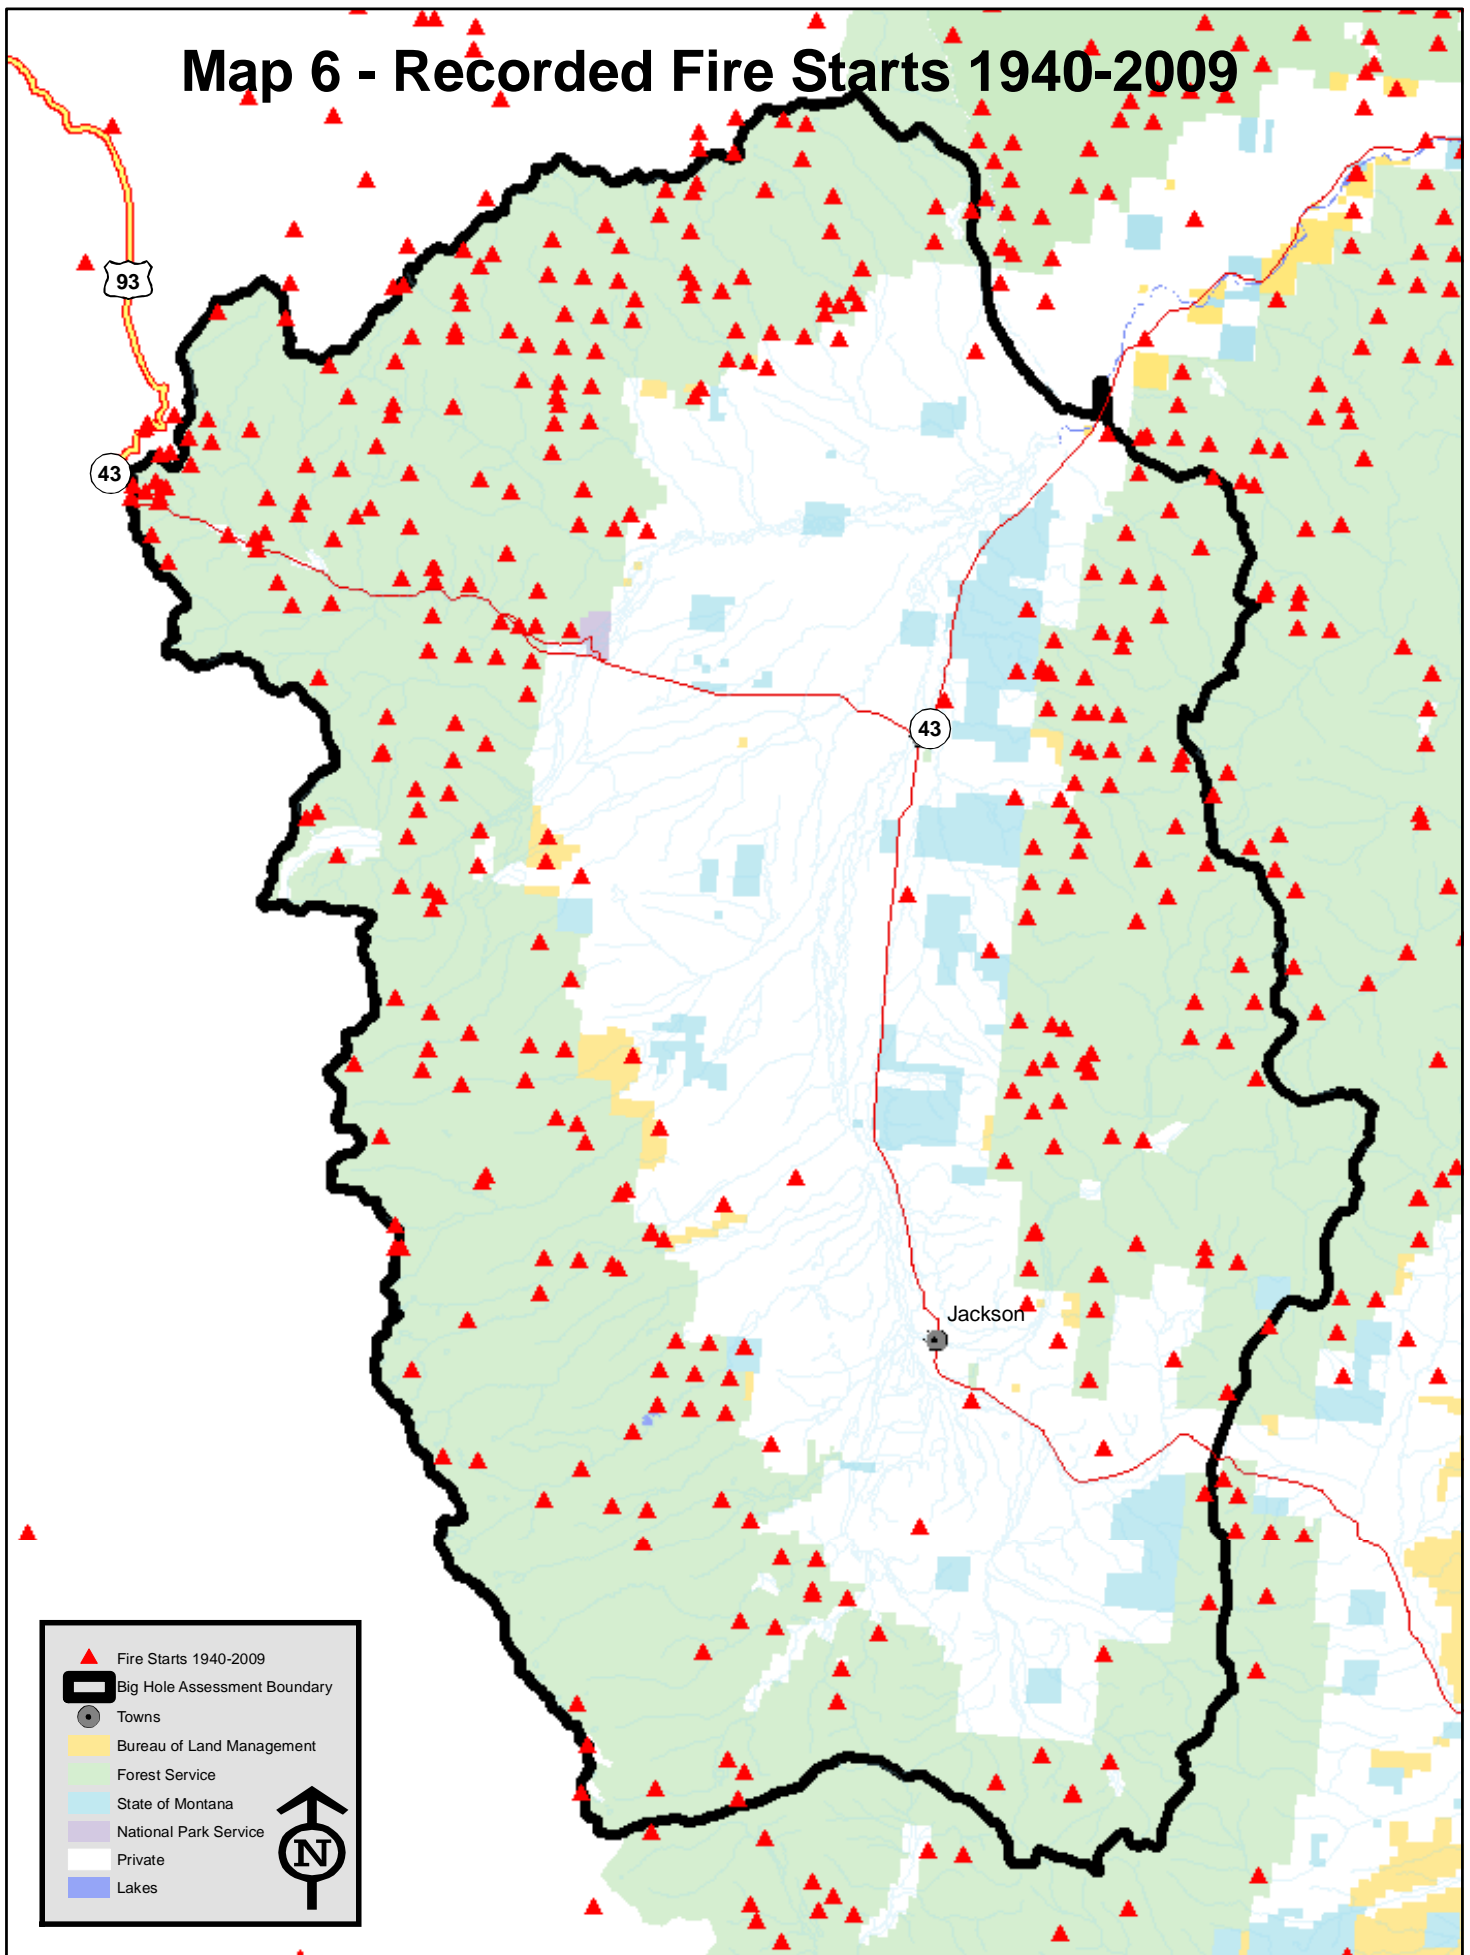 Map 6 - Recorded Fire Starts 1940-2009
93
43
43
Jackson
Fire Starts 1940-2009
Big Hole Assessment Boundary
Towns
Bureau of Land Management
Forest Service
State of Montana
National Park Service
Private
Lakes
N